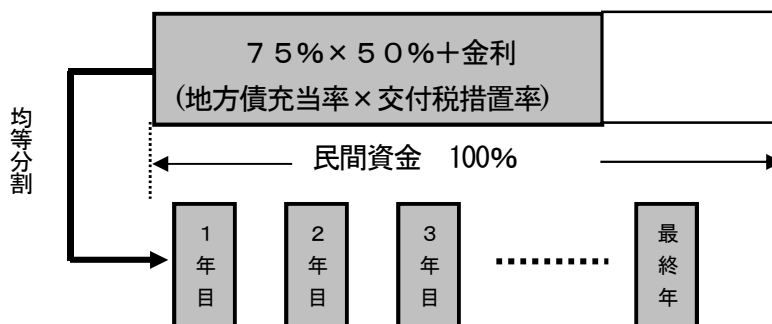 ７５％×５０％＋金利
(地方債充当率×交付税措置率)
均等分割
民間資金　100％
１年目
２年目
３年目
最終年